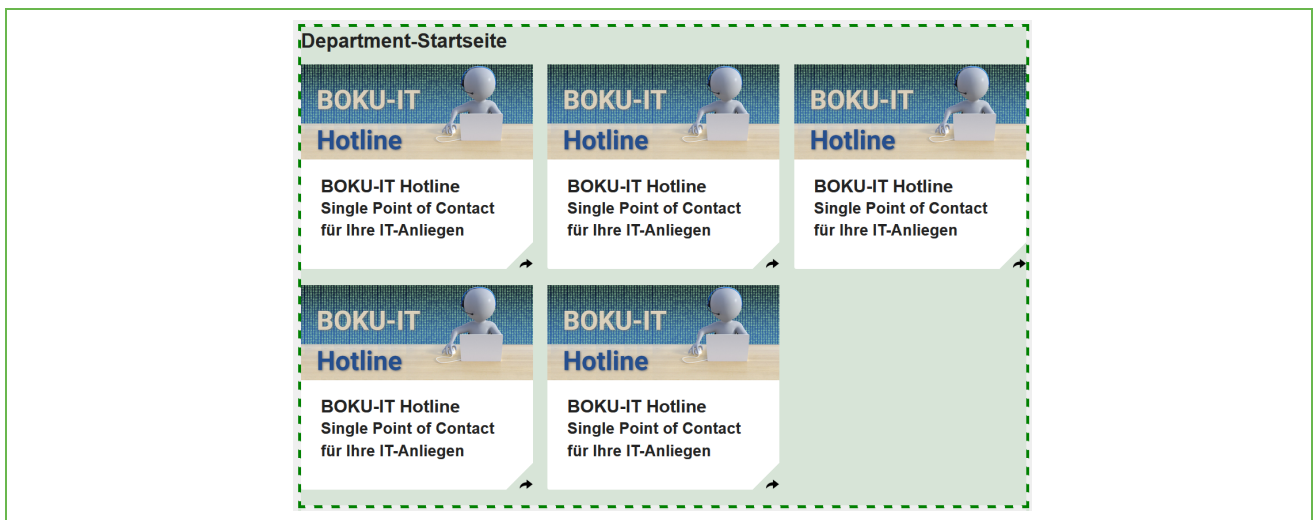 Department-Startseite
BOKU-IT
Hotline
BOKU-IT Hotline
Single Point of Contact
für Ihre IT-Anliegen
BOKU-IT
Hotline
BOKU-IT Hotline
Single Point of Contact
für Ihre IT-Anliegen
BOKU-IT
Hotline
BOKU-IT Hotline
Single Point of Contact
für Ihre IT-Anliegen
BOKU-IT
Hotline
BOKU-IT Hotline
Single Point of Contact
für Ihre IT-Anliegen
BOKU-IT
Hotline
BOKU-IT Hotline
Single Point of Contact
für Ihre IT-Anliegen